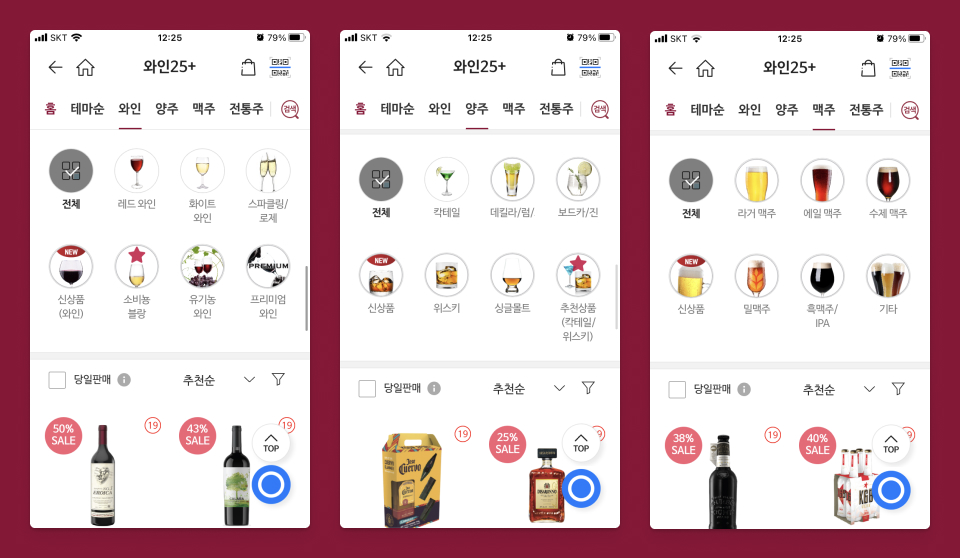 SKT 12:25 79%
와인25+
홈 테마순 와인 양주 맥주 전통주 검색
전체 레드 와인 화이트 와인 스파클링/로제
NEW PREMIUM
신상품 (와인) 소비뇽 블랑 유기농 와인 프리미엄 와인
당일판매 i 추천순
50% SALE 19 43% SALE 19
TOP
SKT 12:25 79%
와인25+
홈 테마순 와인 양주 맥주 전통주 검색
전체 칵테일 데킬라/럼/ 보드카/진
NEW
신상품 위스키 싱글몰트 추천상품 (칵테일/위스키)
당일판매 i 추천순
19 25% SALE
TOP
Jose Cuervo
DISARONNO
SKT 12:25 79%
와인25+
홈 테마순 와인 양주 맥주 전통주 검색
전체 라거 맥주 에일 맥주 수제 맥주
NEW
신상품 밀맥주 흑맥주/IPA 기타
당일판매 i 추천순
38% SALE 19 40% SALE
TOP
KGB